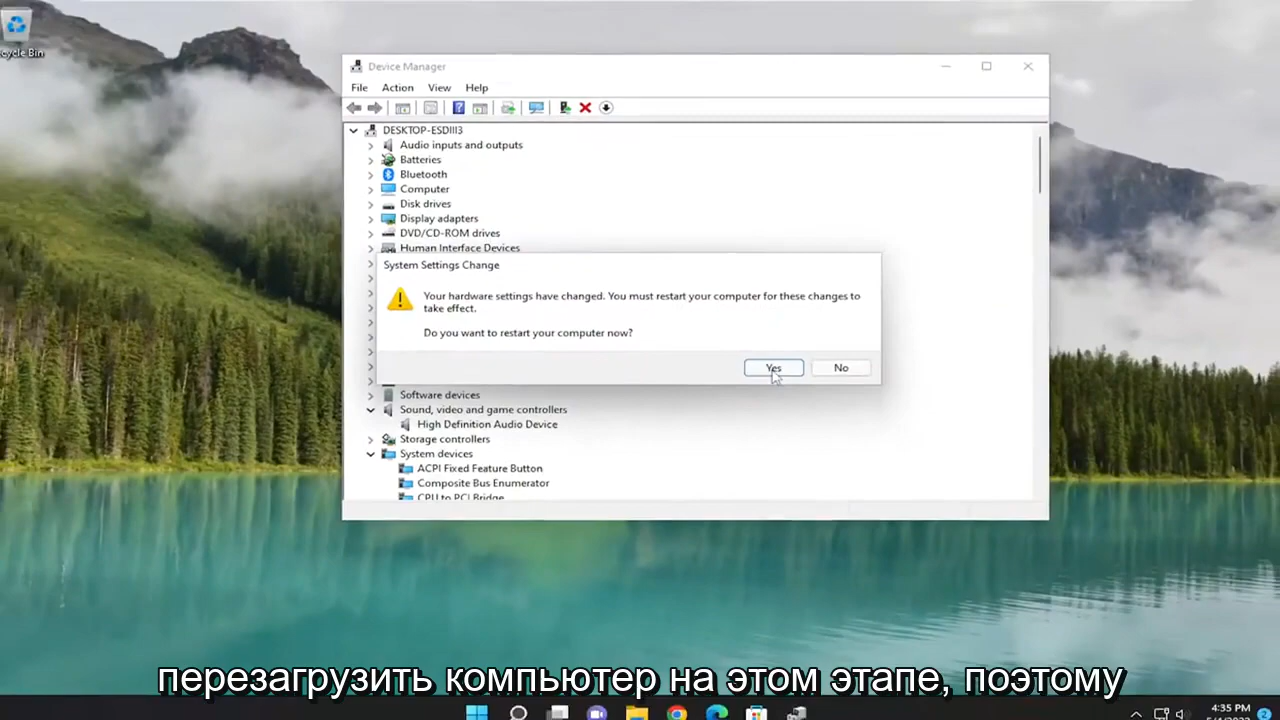 cycle Bin
Device Manager
File Action View Help
DESKTOP-ESDIII3
Audio inputs and outputs
Batteries
Bluetooth
Computer
Disk drives
Display adapters
DVD/CD-ROM drives
Human Interface Devices
System Settings Change
Your hardware settings have changed. You must restart your computer for these changes to
take effect.
Do you want to restart your computer now?
Yes No
Software devices
Sound, video and game controllers
High Definition Audio Device
Storage controllers
System devices
ACPI Fixed Feature Button
Composite Bus Enumerator
CPU to PCI Bridge
перезагрузить компьютер на этом этапе, поэтому
4:35 PM